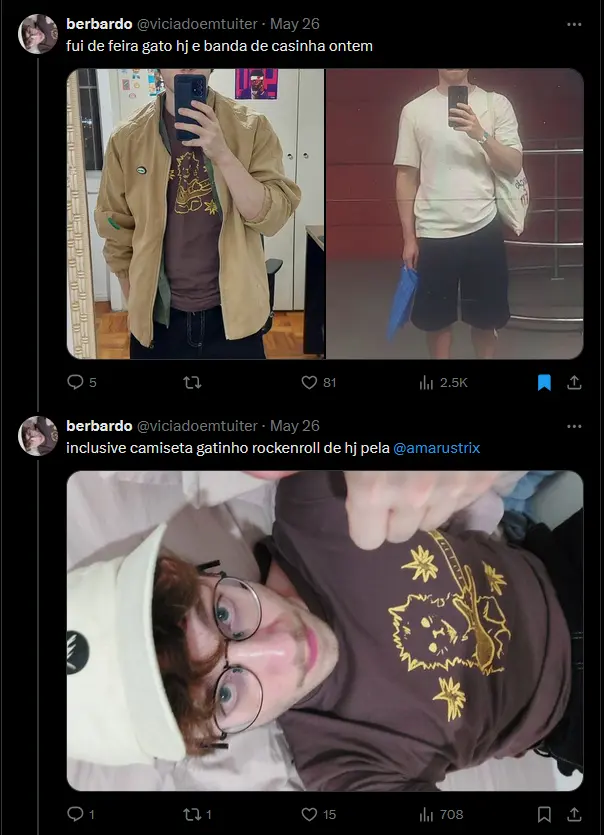 berbardo @viciadoemtuiter · May 26
fui de feira gato hj e banda de casinha ontem
5 81 2.5K
berbardo @viciadoemtuiter · May 26
inclusive camiseta gatinho rockenroll de hj pela @amarustrix
1 1 15 708